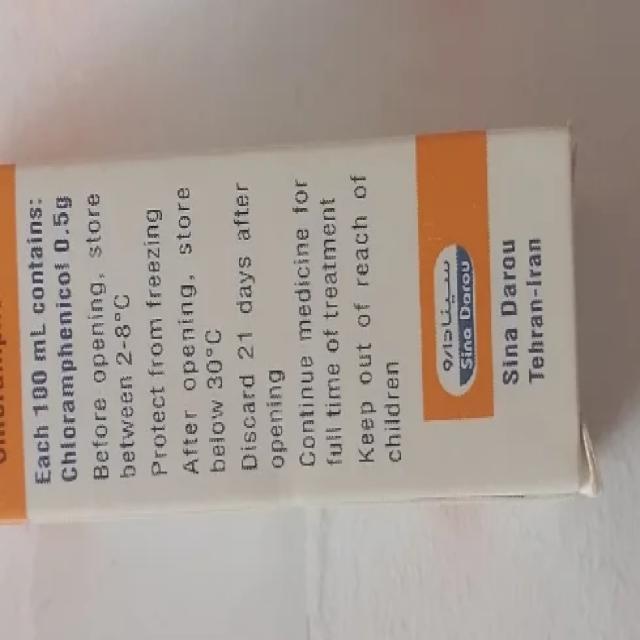 Each 100 mL contains:
Chloramphenicol 0.5g
Before opening, store
between 2-8°C
Protect from freezing
After opening, store
below 30°C
Discard 21 days after
opening
Continue medicine for
full time of treatment
Keep out of reach of
children
سینادارو
Sina Darou
Sina Darou
Tehran-Iran